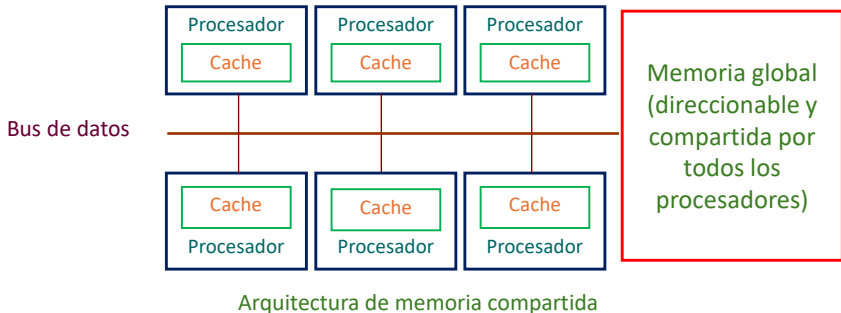 Procesador Procesador Procesador
Cache Cache Cache
Memoria global
(direccionable y
compartida por
todos los
procesadores)
Bus de datos
Cache Cache Cache
Procesador Procesador Procesador
Arquitectura de memoria compartida